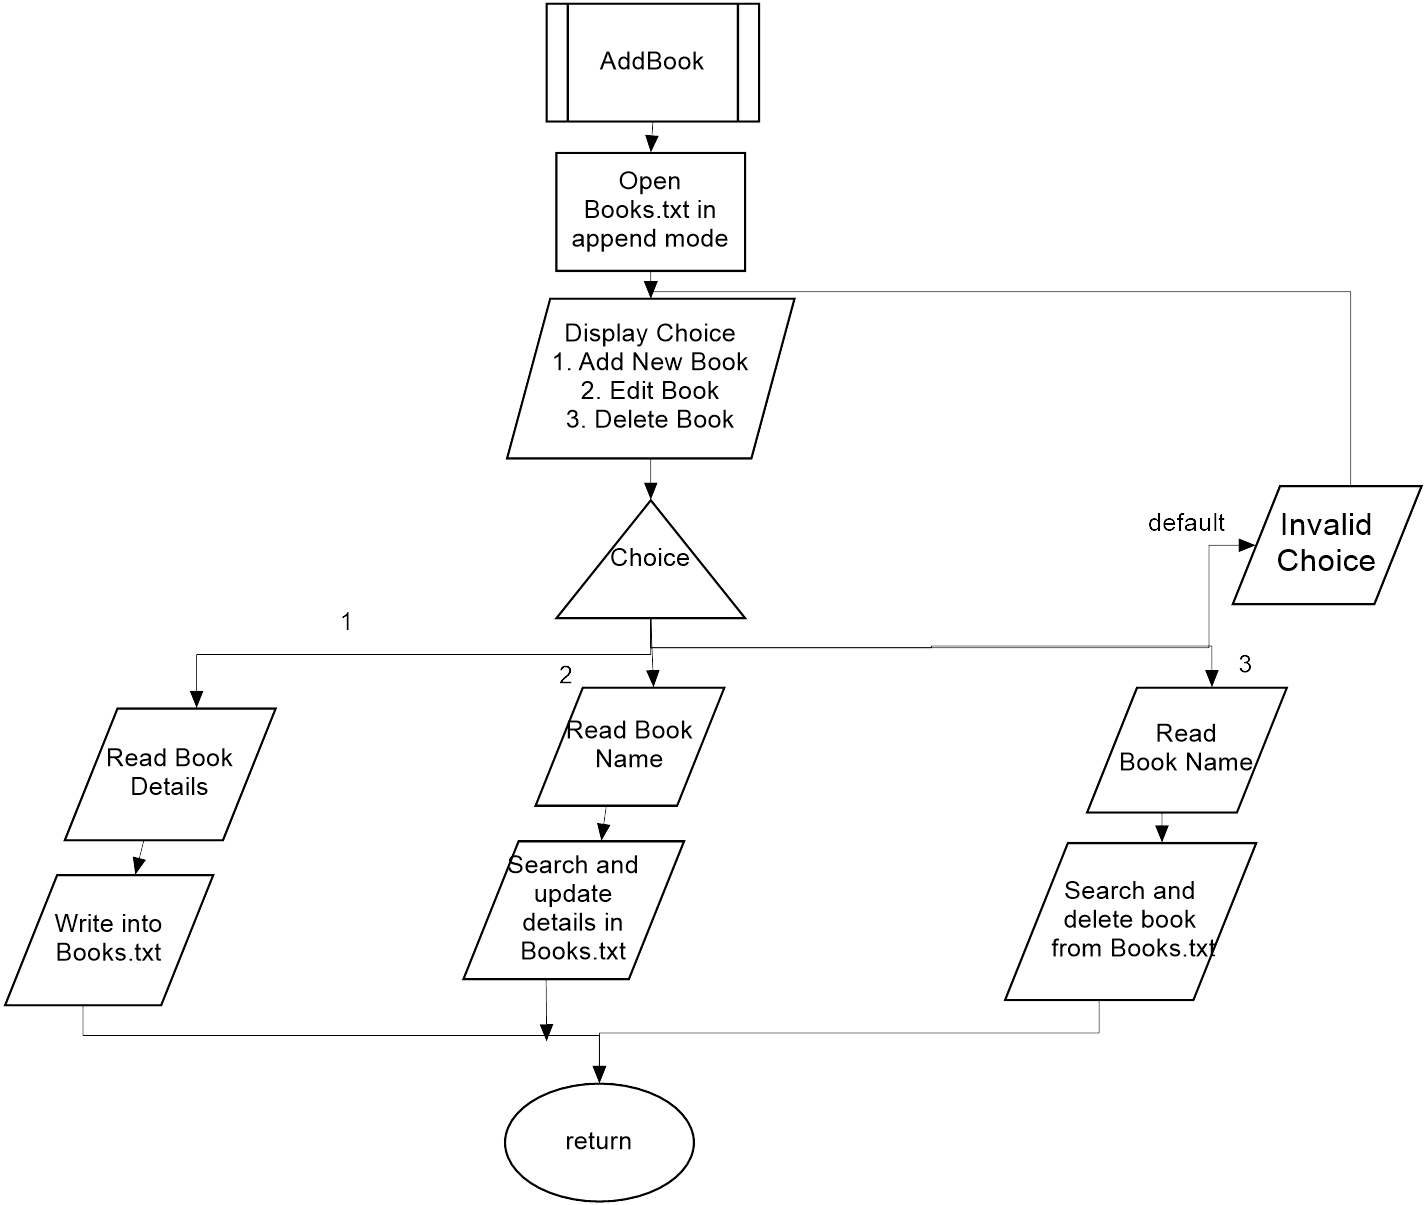 AddBook
Open
Books.txt in
append mode
Display Choice
1. Add New Book
2. Edit Book
3. Delete Book
Choice
default
Invalid
Choice
1
2
3
Read Book
Details
Read Book
Name
Read
Book Name
Write into
Books.txt
Search and
update
details in
Books.txt
Search and
delete book
from Books.txt
return